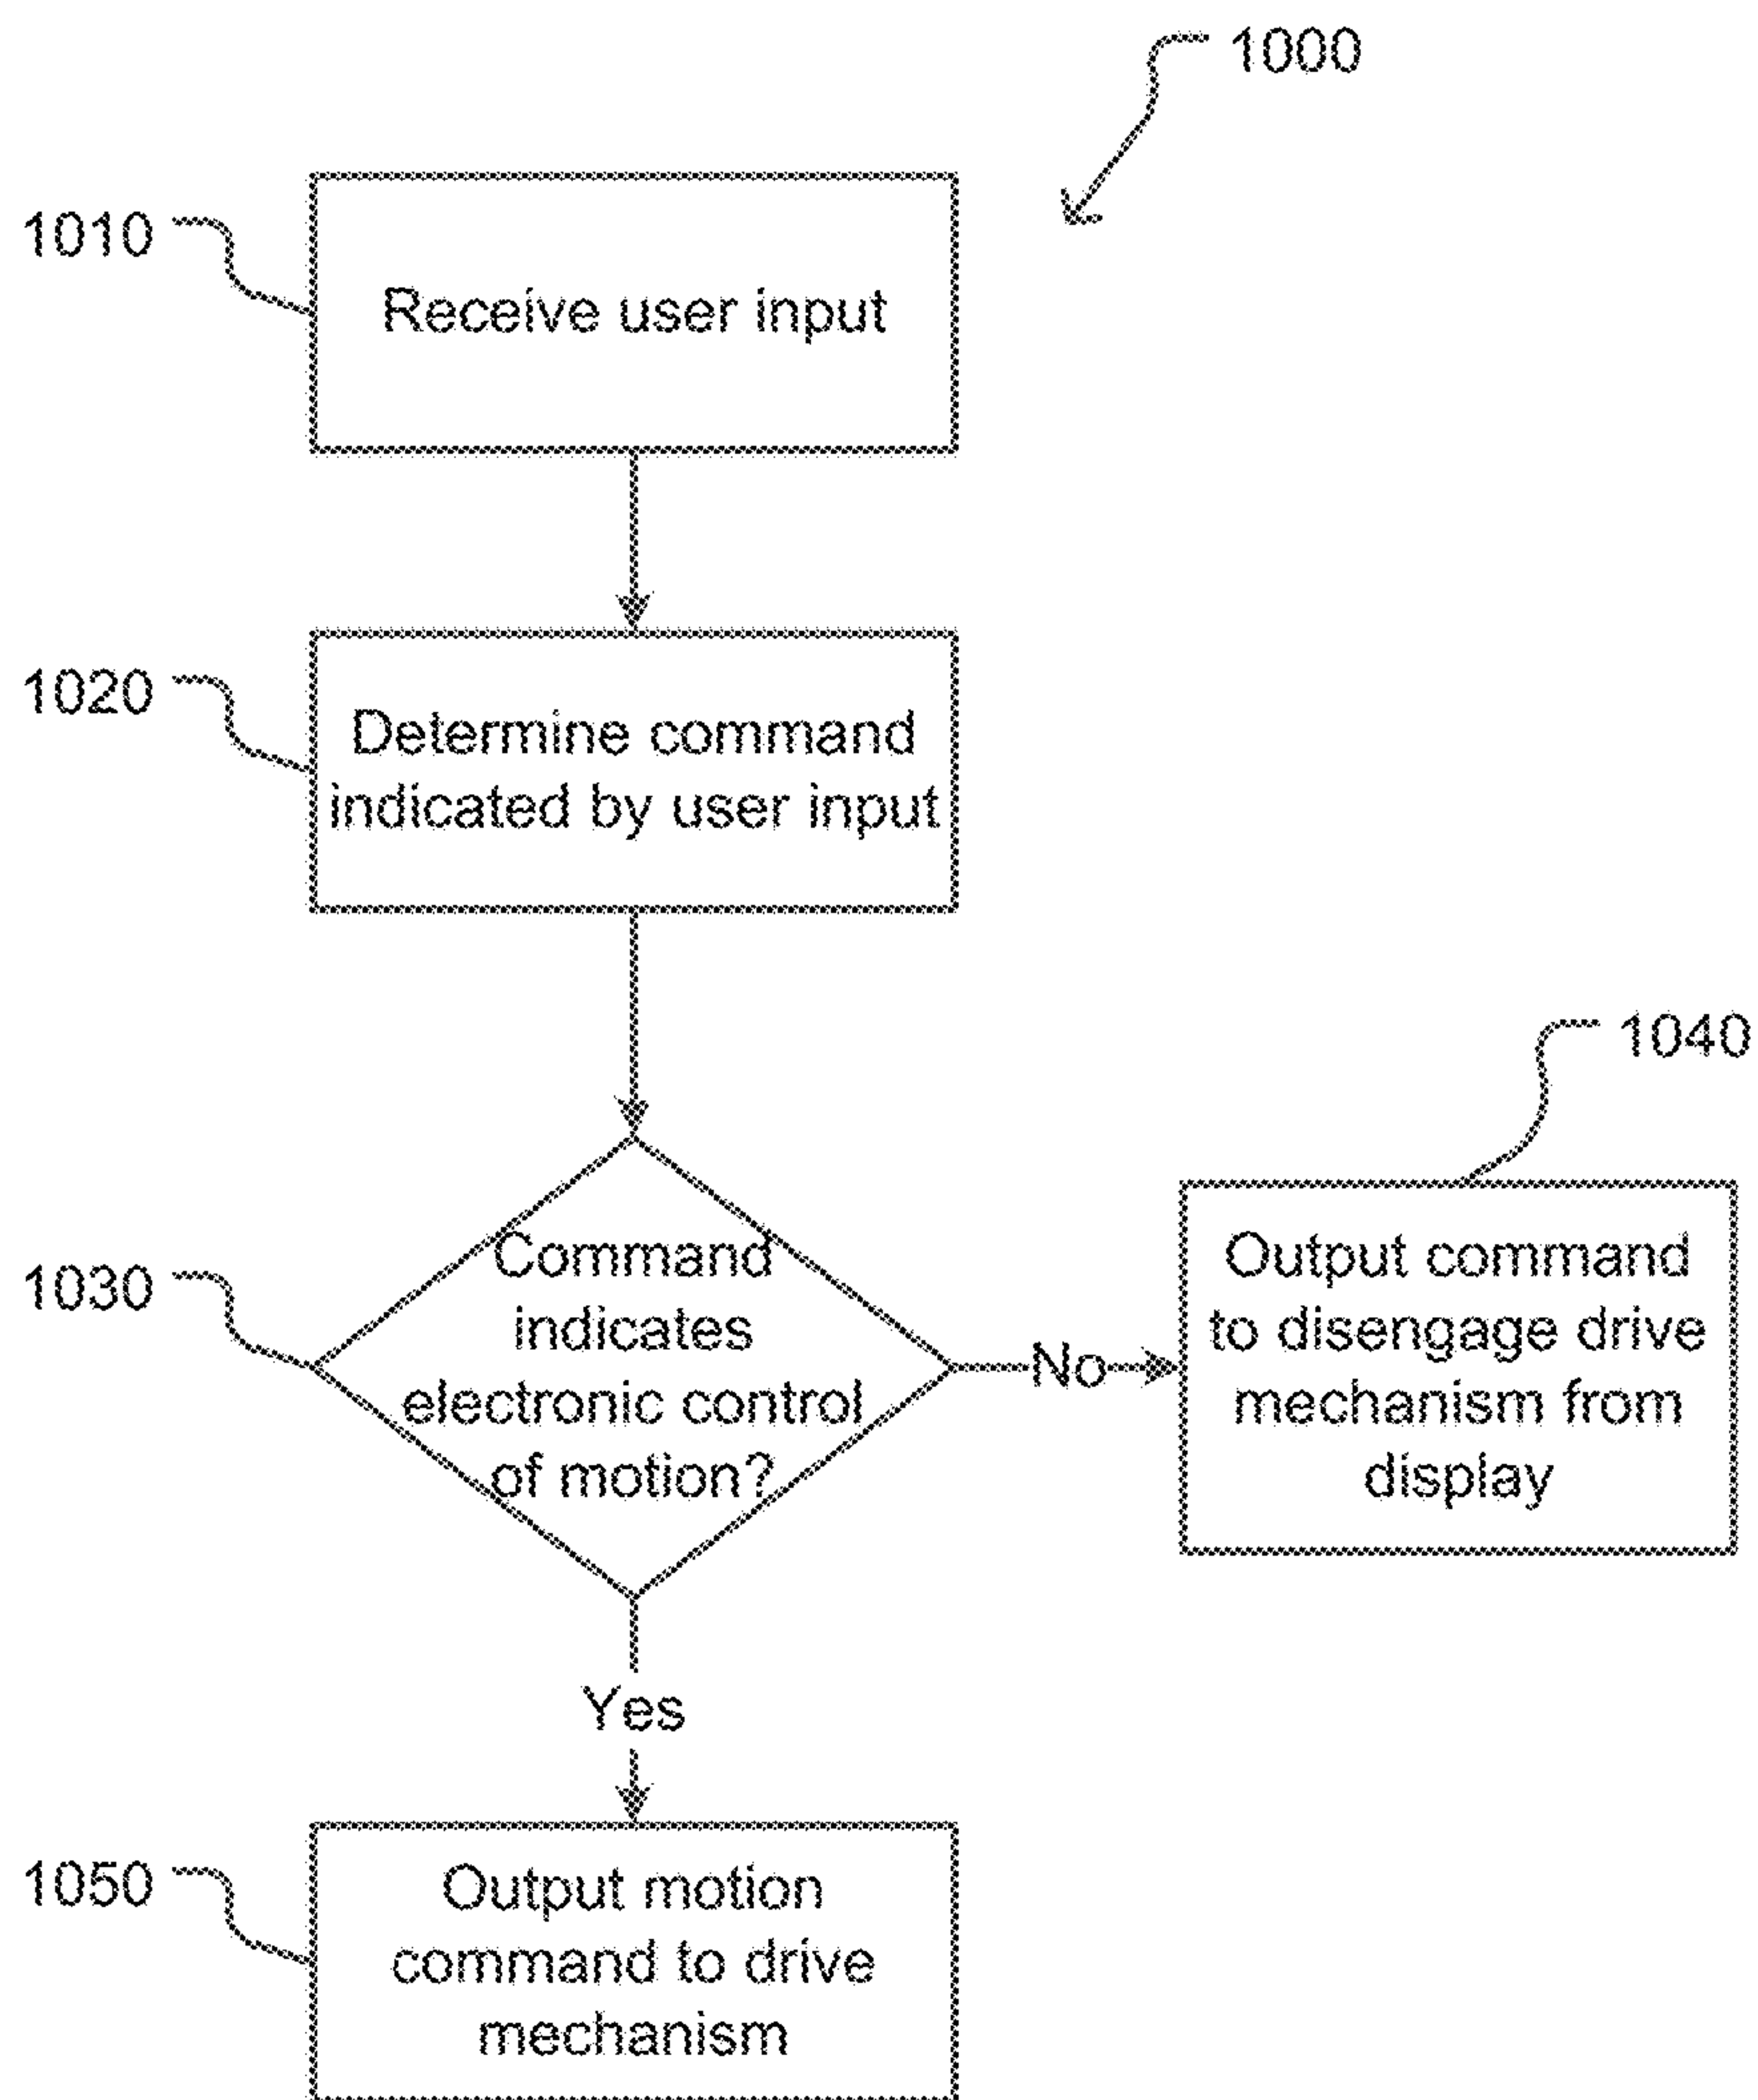 1000
1010
Receive user input
1020
Determine command
indicated by user input
1040
1030
Command
indicates
electronic control
of motion?
No
Output command
to disengage drive
mechanism from
display
Yes
1050
Output motion
command to drive
mechanism